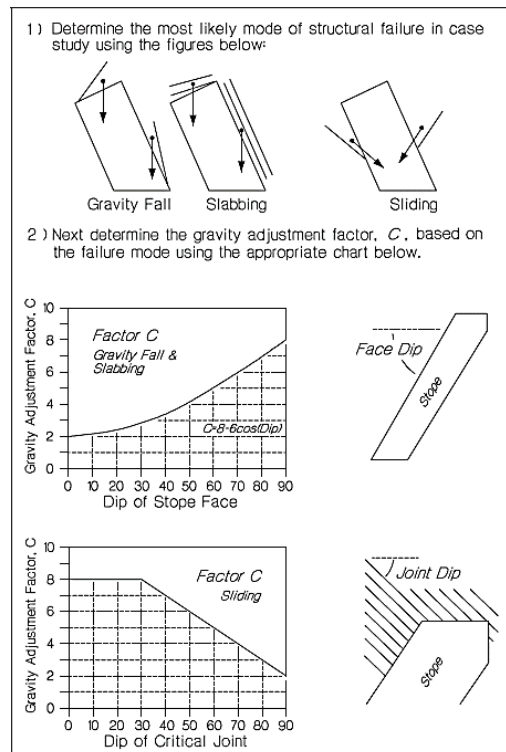 1) Determine the most likely mode of structural failure in case
study using the figures below:
Gravity Fall
Slabbing
Sliding
2) Next determine the gravity adjustment factor, C, based on
the failure mode using the appropriate chart below.
Gravity Adjustment Factor, C
10
8
6
4
2
0
Factor C
Gravity Fall &
Slabbing
C=8-6cos(Dip)
0 10 20 30 40 50 60 70 80 90
Dip of Stope Face
Face Dip
Stope
Gravity Adjustment Factor, C
10
8
6
4
2
0
Factor C
Sliding
0 10 20 30 40 50 60 70 80 90
Dip of Critical Joint
Joint Dip
Stope